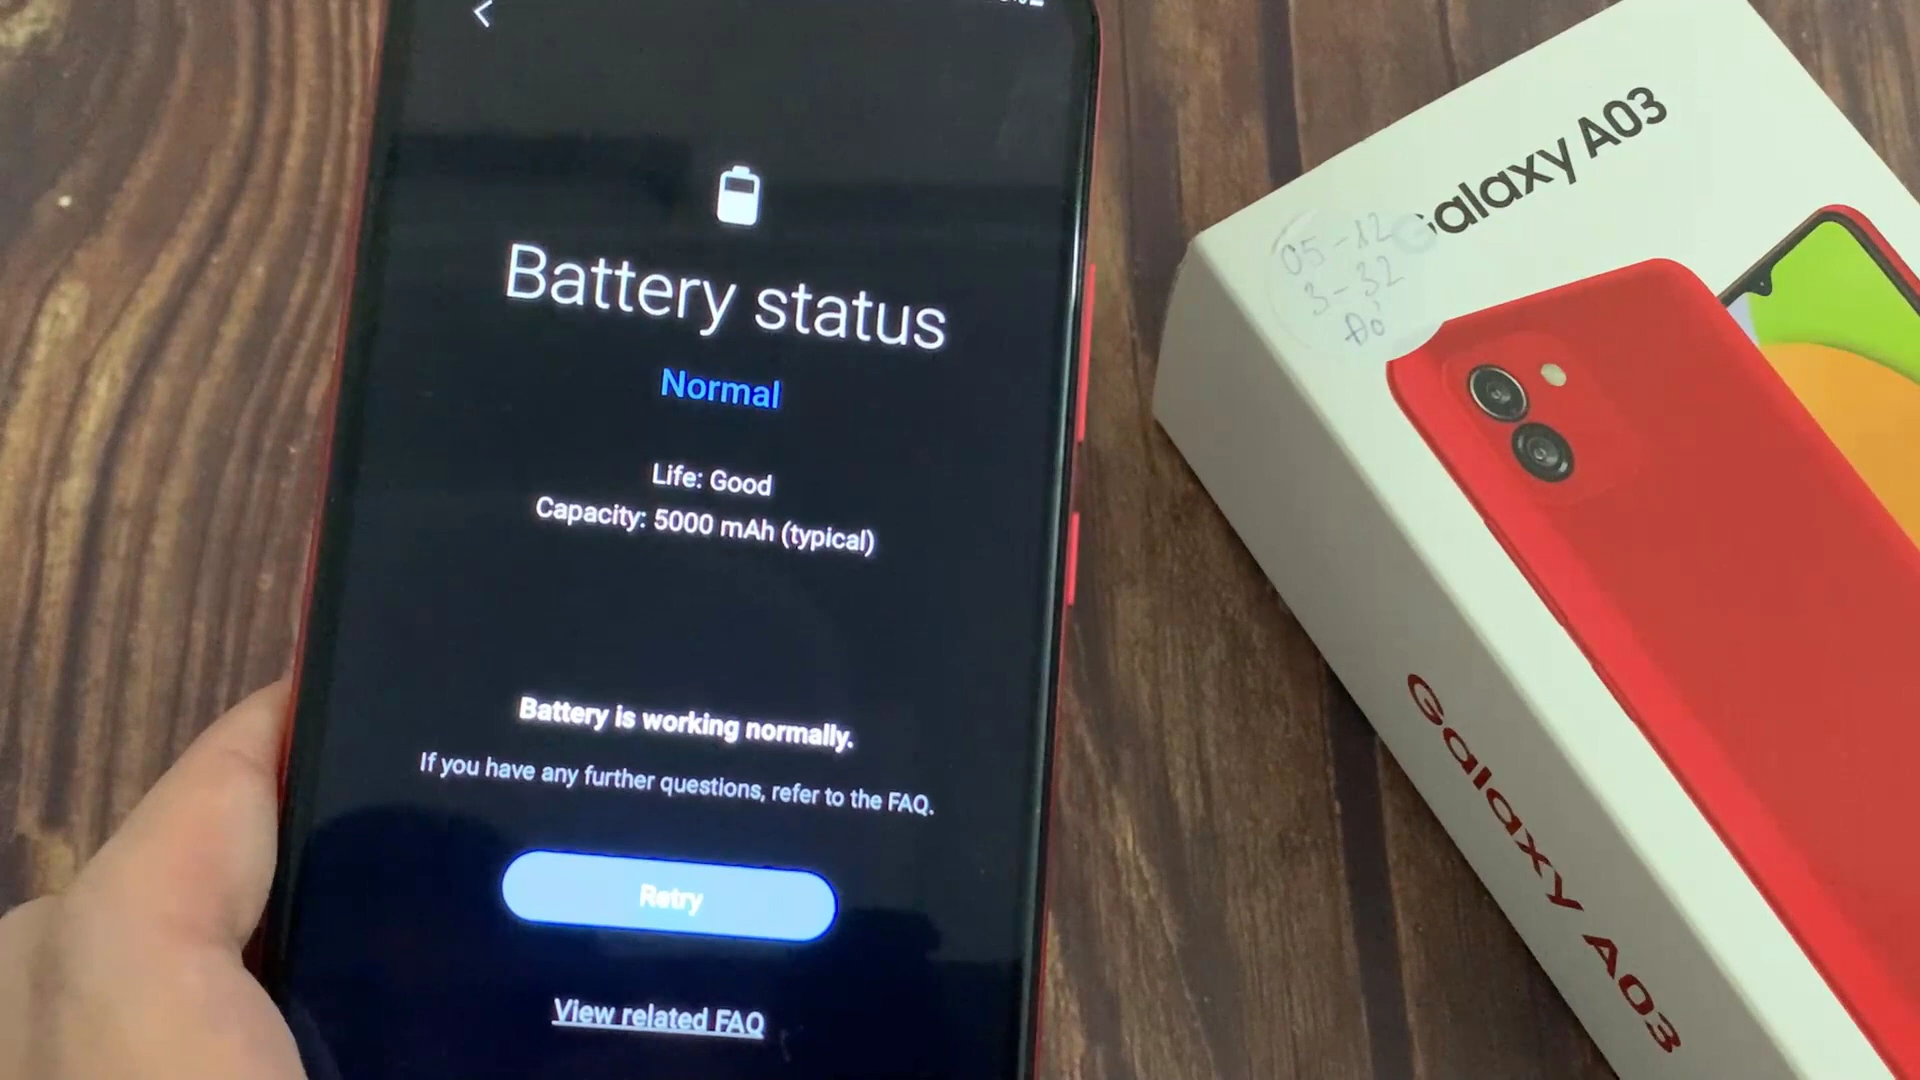 Battery status
Normal
Life: Good
Capacity: 5000 mAh (typical)
Battery is working normally.
If you have any further questions, refer to the FAQ.
Retry
View related FAQ
Galaxy A03
05-12
3-32
Đỏ
Galaxy A03